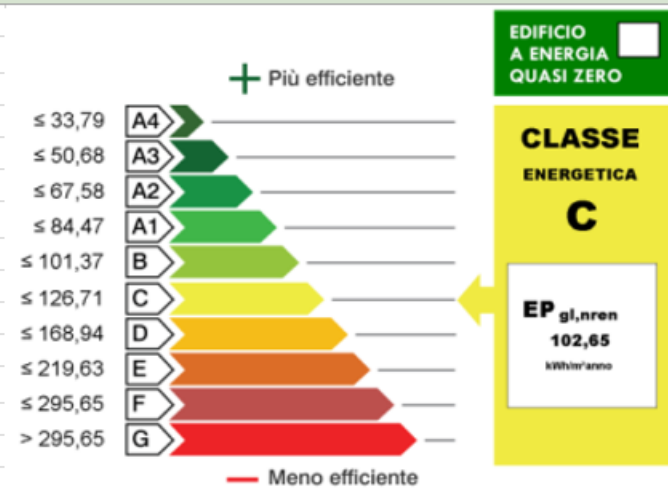 EDIFICIO
A ENERGIA
QUASI ZERO
Più efficiente
≤ 33,79 A4
≤ 50,68 A3
≤ 67,58 A2
≤ 84,47 A1
≤ 101,37 B
≤ 126,71 C
≤ 168,94 D
≤ 219,63 E
≤ 295,65 F
> 295,65 G
Meno efficiente
CLASSE
ENERGETICA
C
EP gl,nren
102,65
kWh/m²anno